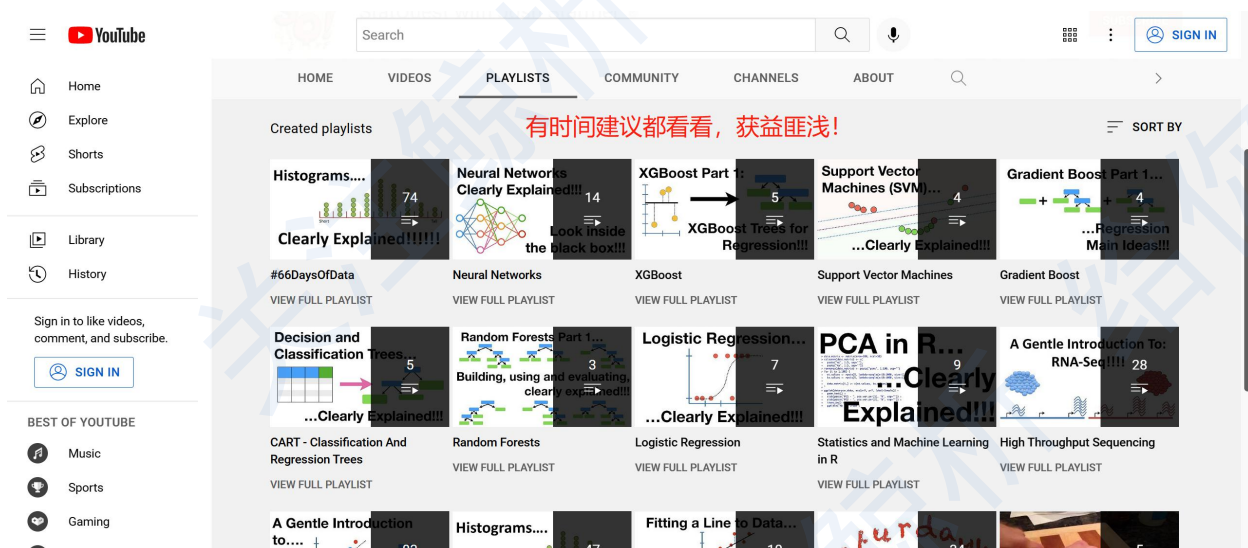 YouTube
Search
SIGN IN
Home
Explore
Shorts
Subscriptions
Library
History
Sign in to like videos,
comment, and subscribe.
SIGN IN
BEST OF YOUTUBE
Music
Sports
Gaming
HOME VIDEOS PLAYLISTS COMMUNITY CHANNELS ABOUT
Created playlists
有时间建议都看看，获益匪浅！
SORT BY
Histograms....
Clearly Explained!!!!!!
74
#66DaysOfData
VIEW FULL PLAYLIST
Neural Networks
Clearly Explained!!!
14
Look inside
the black box!!!
Neural Networks
VIEW FULL PLAYLIST
XGBoost Part 1:
5
XGBoost Trees for
Regression!!!
XGBoost
VIEW FULL PLAYLIST
Support Vector
Machines (SVM)...
4
...Clearly Explained!!!
Support Vector Machines
VIEW FULL PLAYLIST
Gradient Boost Part 1...
4
...Regression
Main Ideas!!!
Gradient Boost
VIEW FULL PLAYLIST
Decision and
Classification Trees...
5
...Clearly Explained!!!
CART - Classification And
Regression Trees
VIEW FULL PLAYLIST
Random Forests Part 1...
3
Building, using and evaluating,
clearly explained!!!
Random Forests
VIEW FULL PLAYLIST
Logistic Regression...
7
...Clearly Explained!!!
Logistic Regression
VIEW FULL PLAYLIST
PCA in R...
9
...Clearly
Explained!!!
Statistics and Machine Learning
in R
VIEW FULL PLAYLIST
A Gentle Introduction To:
RNA-Seq!!!!
28
High Throughput Sequencing
VIEW FULL PLAYLIST
A Gentle Introduction
to....
Histograms....
Fitting a Line to Data...